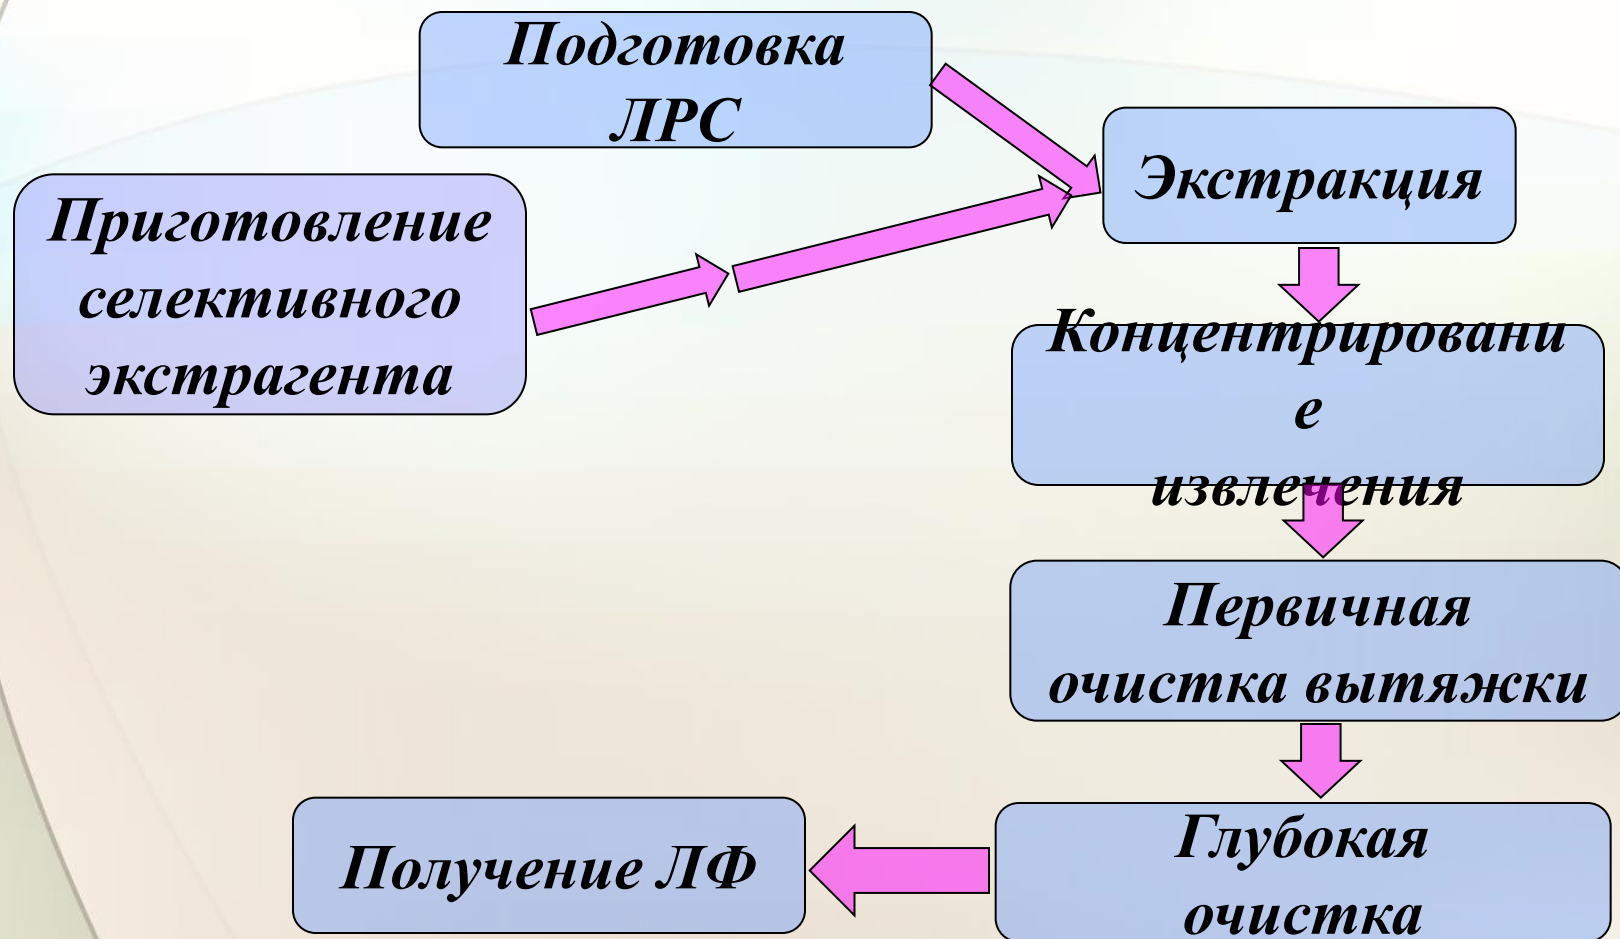 Подготовка
ЛРС
Приготовление
селективного
экстрагента
Экстракция
Концентрировани
е
извлечения
Первичная
очистка вытяжки
Глубокая
очистка
Получение ЛФ